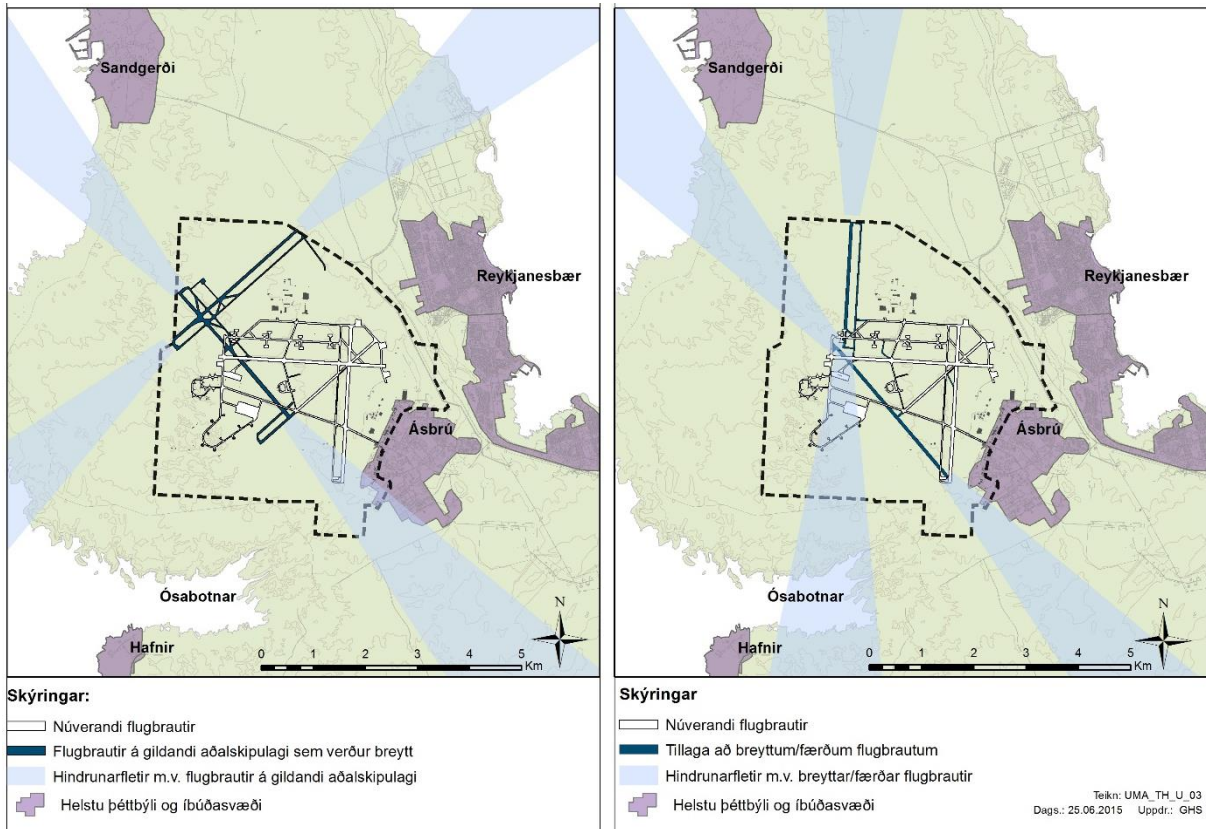 Sandgerði
Reykjanesbær
Ásbrú
Ósabotnar
Hafnir
N
0 1 2 3 4 5
Km
Skýringar:
Núverandi flugbrautir
Flugbrautir á gildandi aðalskipulagi sem verður breytt
Hindrunarfletir m.v. flugbrautir á gildandi aðalskipulagi
Helstu þéttbýli og íbúðasvæði
Sandgerði
Reykjanesbær
Ásbrú
Ósabotnar
Hafnir
N
0 1 2 3 4 5
Km
Skýringar
Núverandi flugbrautir
Tillaga að breyttum/færðum flugbrautum
Hindrunarfletir m.v. breyttar/færðar flugbrautir
Helstu þéttbýli og íbúðasvæði
Teikn: UMA_TH_U_03
Dags.: 25.06.2015 Uppdr.: GHS